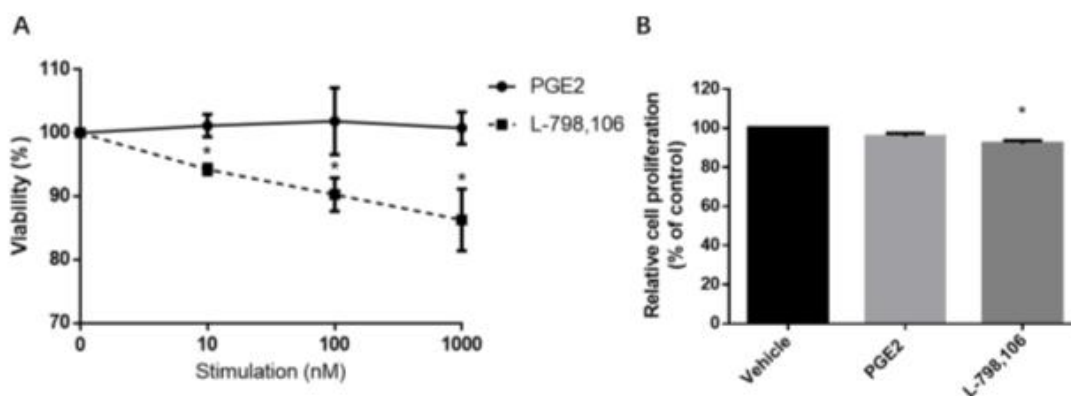 A
110
100
90
80
70
Viability (%)
0
10
100
1000
Stimulation (nM)
PGE2
L-798,106
*
*
*
B
120
100
80
60
40
20
0
Relative cell proliferation
(% of control)
*
Vehicle
PGE2
L-798,106